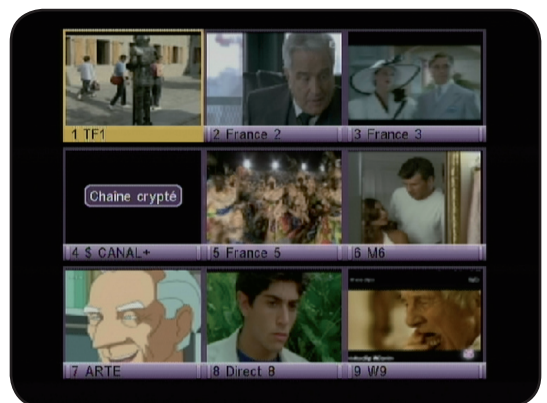 1 TF1
2 France 2
3 France 3
Chaine crypté
4 $ CANAL+
5 France 5
6 M6
7 ARTE
8 Direct 8
9 W9